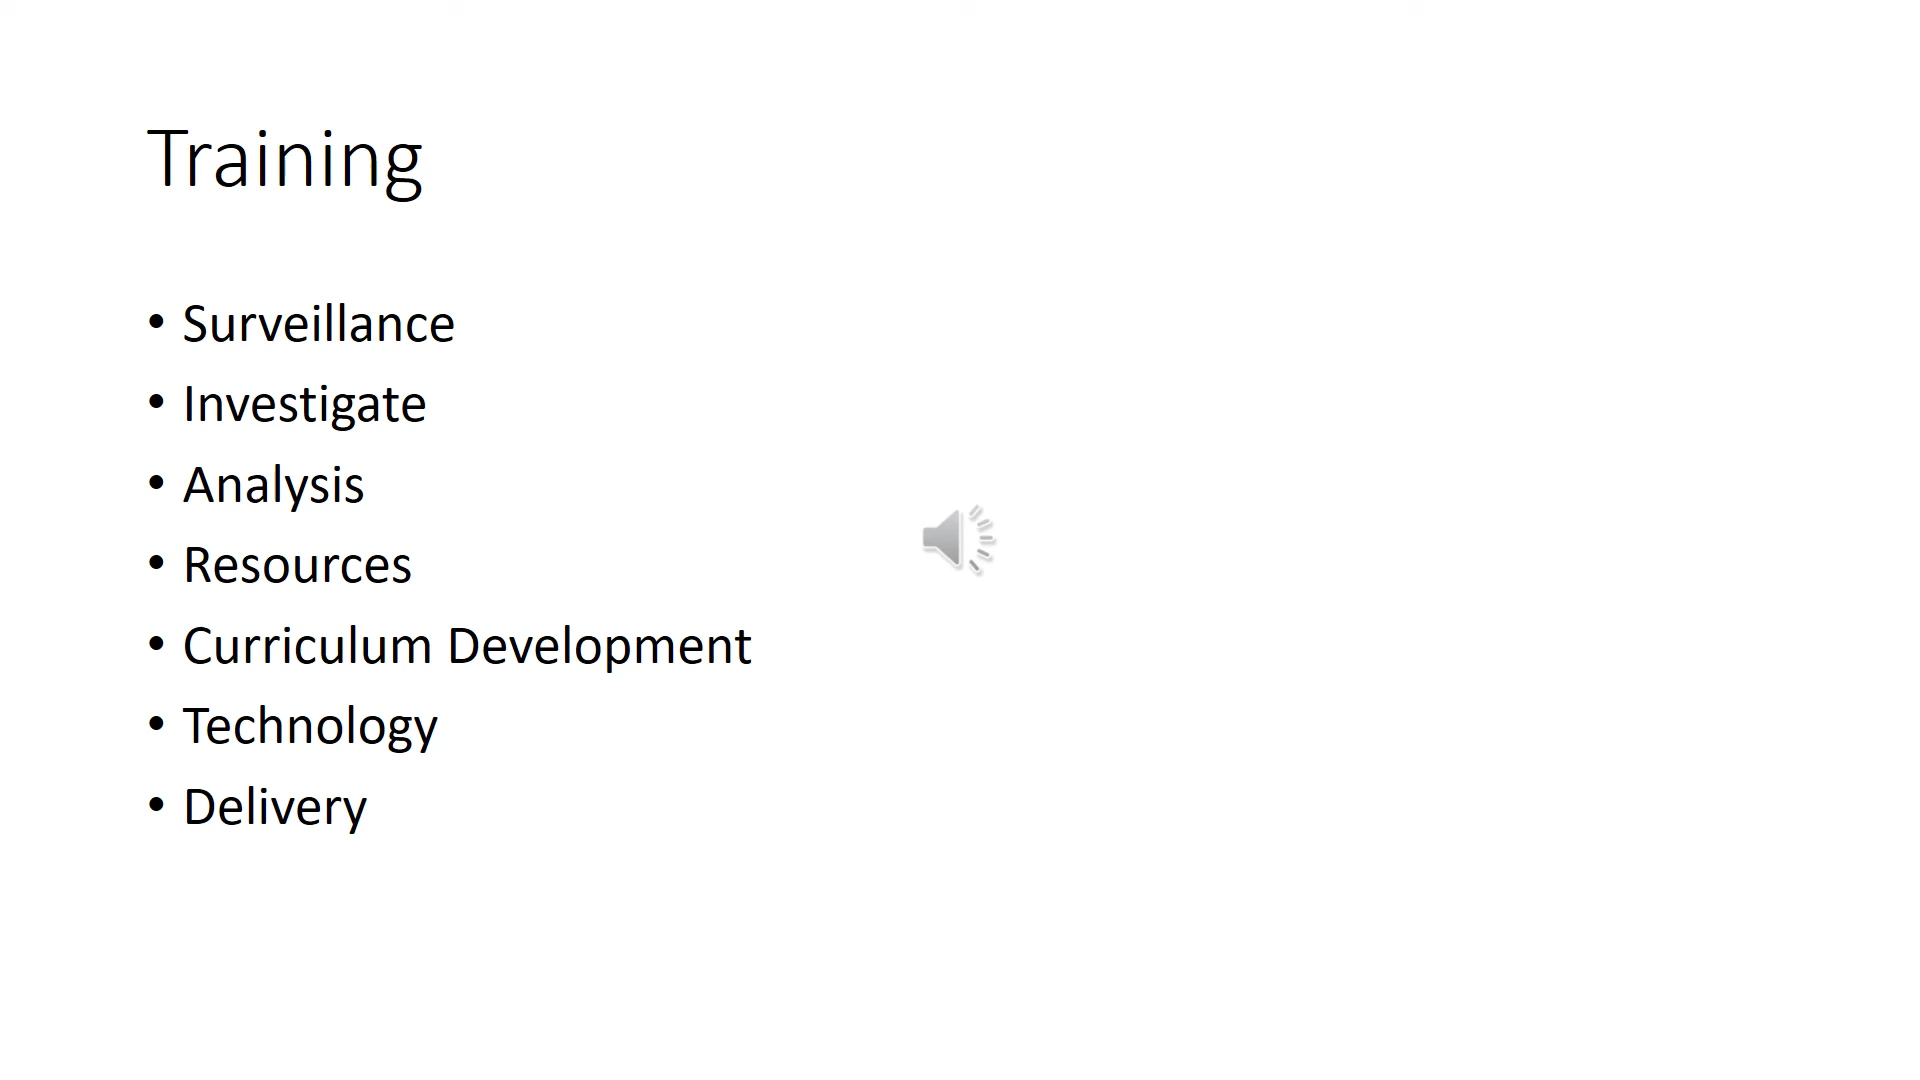 Training
• Surveillance
• Investigate
• Analysis
• Resources
• Curriculum Development
• Technology
• Delivery